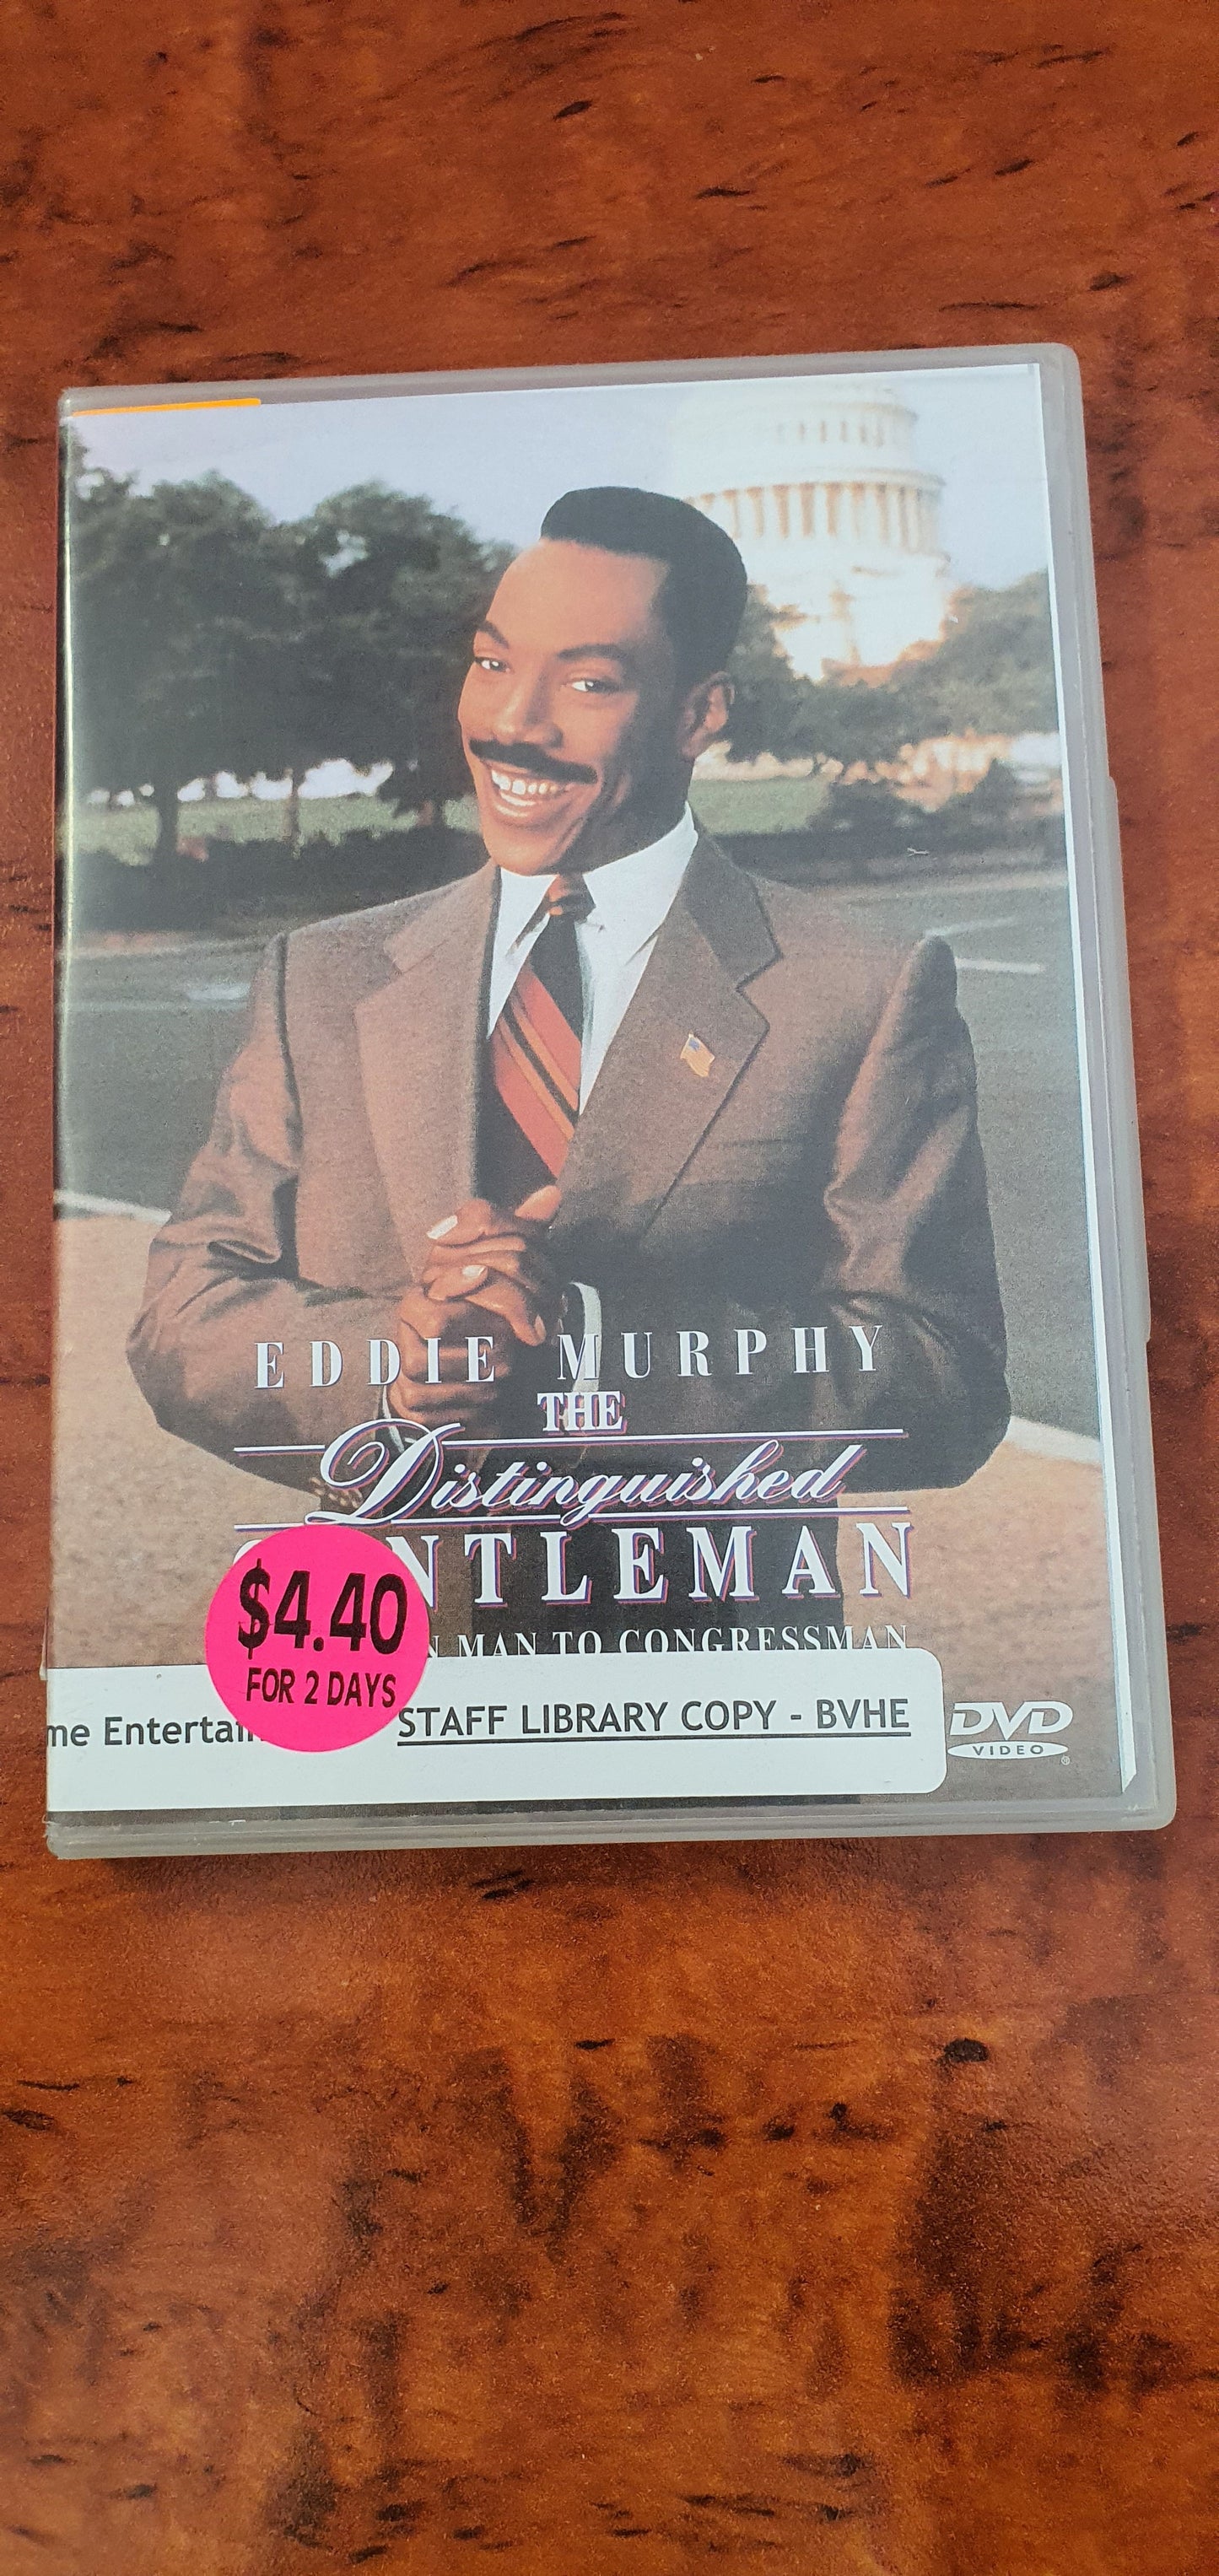 EDDIE MURPHY
THE
Distinguished
NTLEMAN
N MAN TO CONGRESSMAN
$4.40
FOR 2 DAYS
me Entertai
STAFF LIBRARY COPY - BVHE
DVD
VIDEO
®